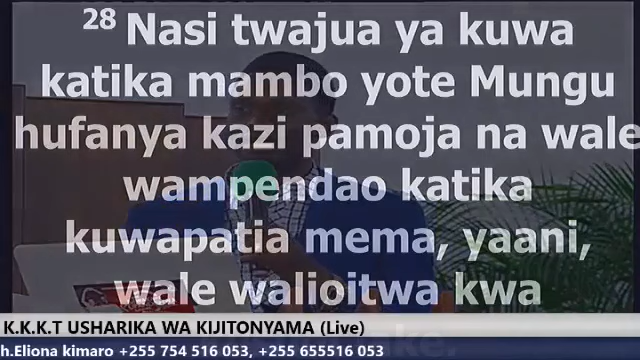 28 Nasi twajua ya kuwa
katika mambo yote Mungu
hufanya kazi pamoja na wale
wampendao katika
kuwapatia mema, yaani,
wale walioitwa kwa
K.K.K.T USHARIKA WA KIJITONYAMA (Live)
h.Eliona kimaro +255 754 516 053, +255 655516 053